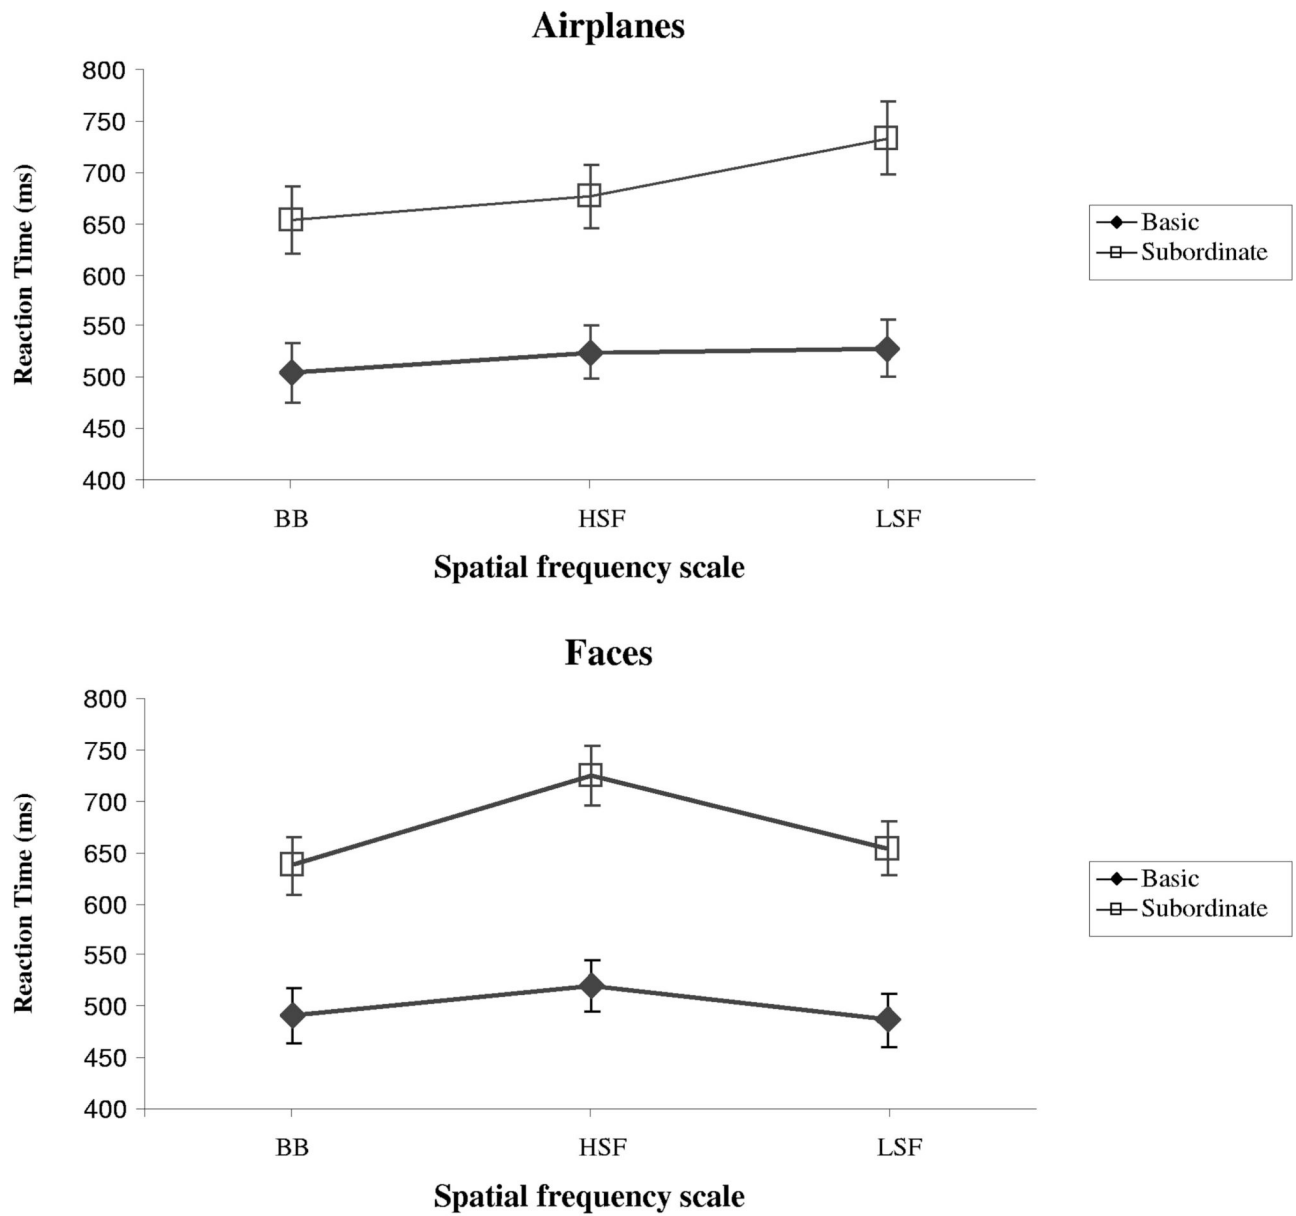 Airplanes
800
750
700
650
600
550
500
450
400
Reaction Time (ms)
BB HSF LSF
Spatial frequency scale
Basic
Subordinate
Faces
800
750
700
650
600
550
500
450
400
Reaction Time (ms)
BB HSF LSF
Spatial frequency scale
Basic
Subordinate